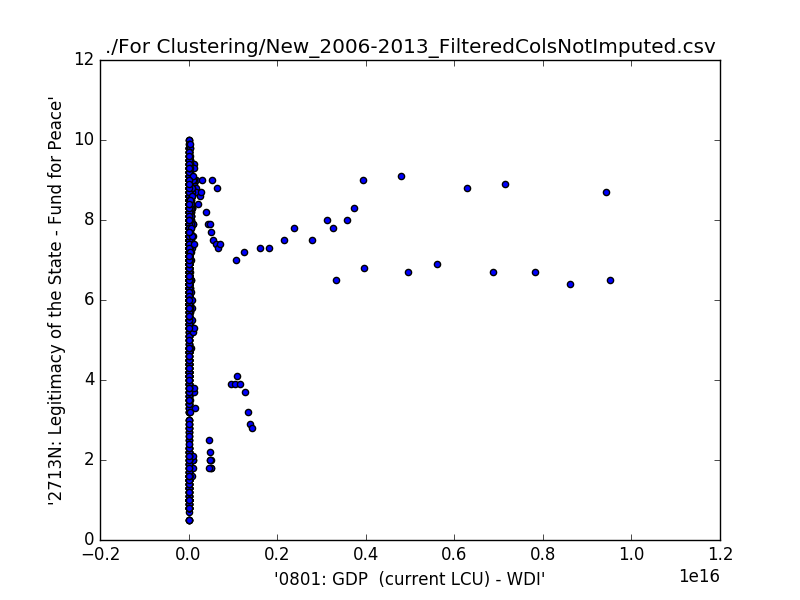 ./For Clustering/New_2006-2013_FilteredColsNotImputed.csv
12
10
8
6
4
2
0
'2713N: Legitimacy of the State - Fund for Peace'
−0.2 0.0 0.2 0.4 0.6 0.8 1.0 1.2
1e16
'0801: GDP  (current LCU) - WDI'